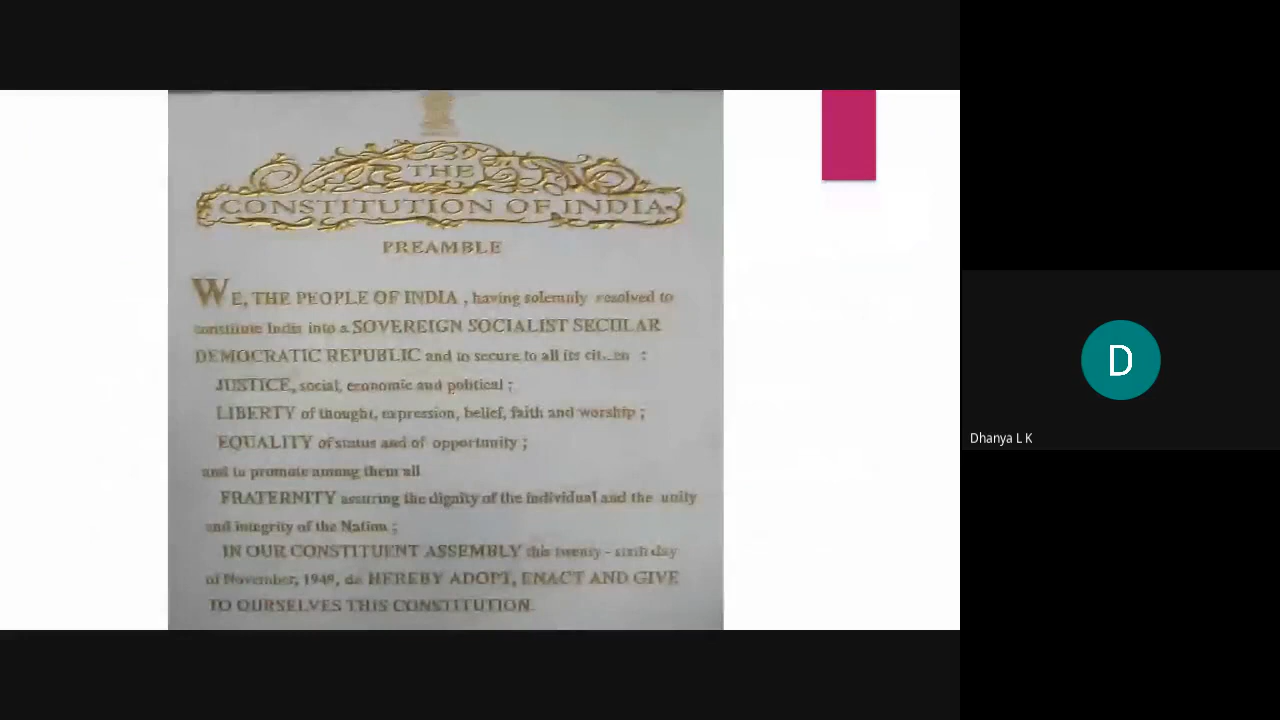 THE
CONSTITUTION OF INDIA
PREAMBLE
WE, THE PEOPLE OF INDIA , having solemnly resolved to
constitute India into a SOVEREIGN SOCIALIST SECULAR
DEMOCRATIC REPUBLIC and to secure to all its :
JUSTICE, social, economic and political ;
LIBERTY of thought, expression, belief, faith and worship ;
EQUALITY of status and of opportunity ;
and to promote among them all
FRATERNITY assuring the dignity of the individual and the unity
and integrity of the Nation ;
IN OUR CONSTITUENT ASSEMBLY this twenty - sixth day
of November, 1949, do HEREBY ADOPT, ENACT AND GIVE
TO OURSELVES THIS CONSTITUTION.
D
Dhanya L K